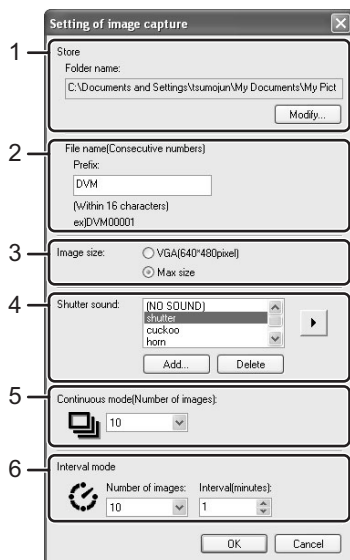 Setting of image capture
1
Store
Folder name:
C:\Documents and Settings\tsumojun\My Documents\My Pict
Modify...
2
File name(Consecutive numbers)
Prefix:
DVM
(Within 16 characters)
ex)DVM00001
3
Image size:
VGA(640*480pixel)
Max size
4
Shutter sound:
(NO SOUND)
shutter
cuckoo
horn
Add...
Delete
5
Continuous mode(Number of images):
10
6
Interval mode
Number of images: Interval(minutes):
10 1
OK Cancel